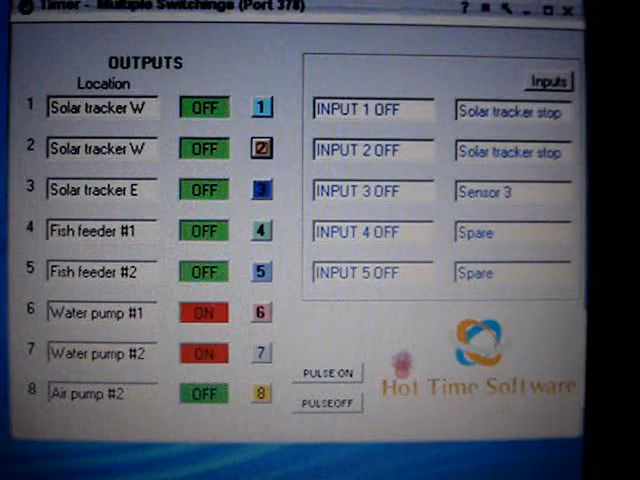 Timer - Multiple Switchings (Port 378)
OUTPUTS
Location
Inputs
1 Solar tracker W OFF 1 INPUT 1 OFF Solar tracker stop
2 Solar tracker W OFF 2 INPUT 2 OFF Solar tracker stop
3 Solar tracker E OFF 3 INPUT 3 OFF Sensor 3
4 Fish feeder #1 OFF 4 INPUT 4 OFF Spare
5 Fish feeder #2 OFF 5 INPUT 5 OFF Spare
6 Water pump #1 ON 6
7 Water pump #2 ON 7
PULSE ON
8 Air pump #2 OFF 8
PULSE OFF
Hot Time Software